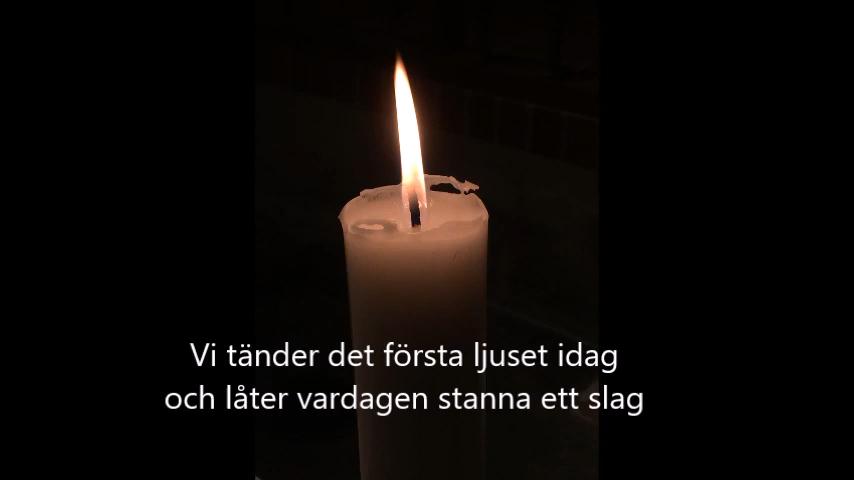 Vi tänder det första ljuset idag
och låter vardagen stanna ett slag